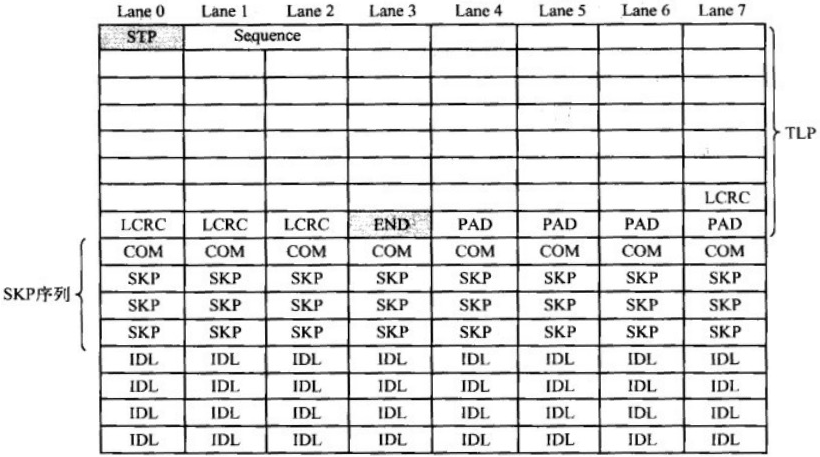 Lane 0 Lane 1 Lane 2 Lane 3 Lane 4 Lane 5 Lane 6 Lane 7
STP Sequence
TLP
LCRC
LCRC LCRC LCRC END PAD PAD PAD PAD
COM COM COM COM COM COM COM COM
SKP SKP SKP SKP SKP SKP SKP SKP
SKP序列
SKP SKP SKP SKP SKP SKP SKP SKP
SKP SKP SKP SKP SKP SKP SKP SKP
IDL IDL IDL IDL IDL IDL IDL IDL
IDL IDL IDL IDL IDL IDL IDL IDL
IDL IDL IDL IDL IDL IDL IDL IDL
IDL IDL IDL IDL IDL IDL IDL IDL